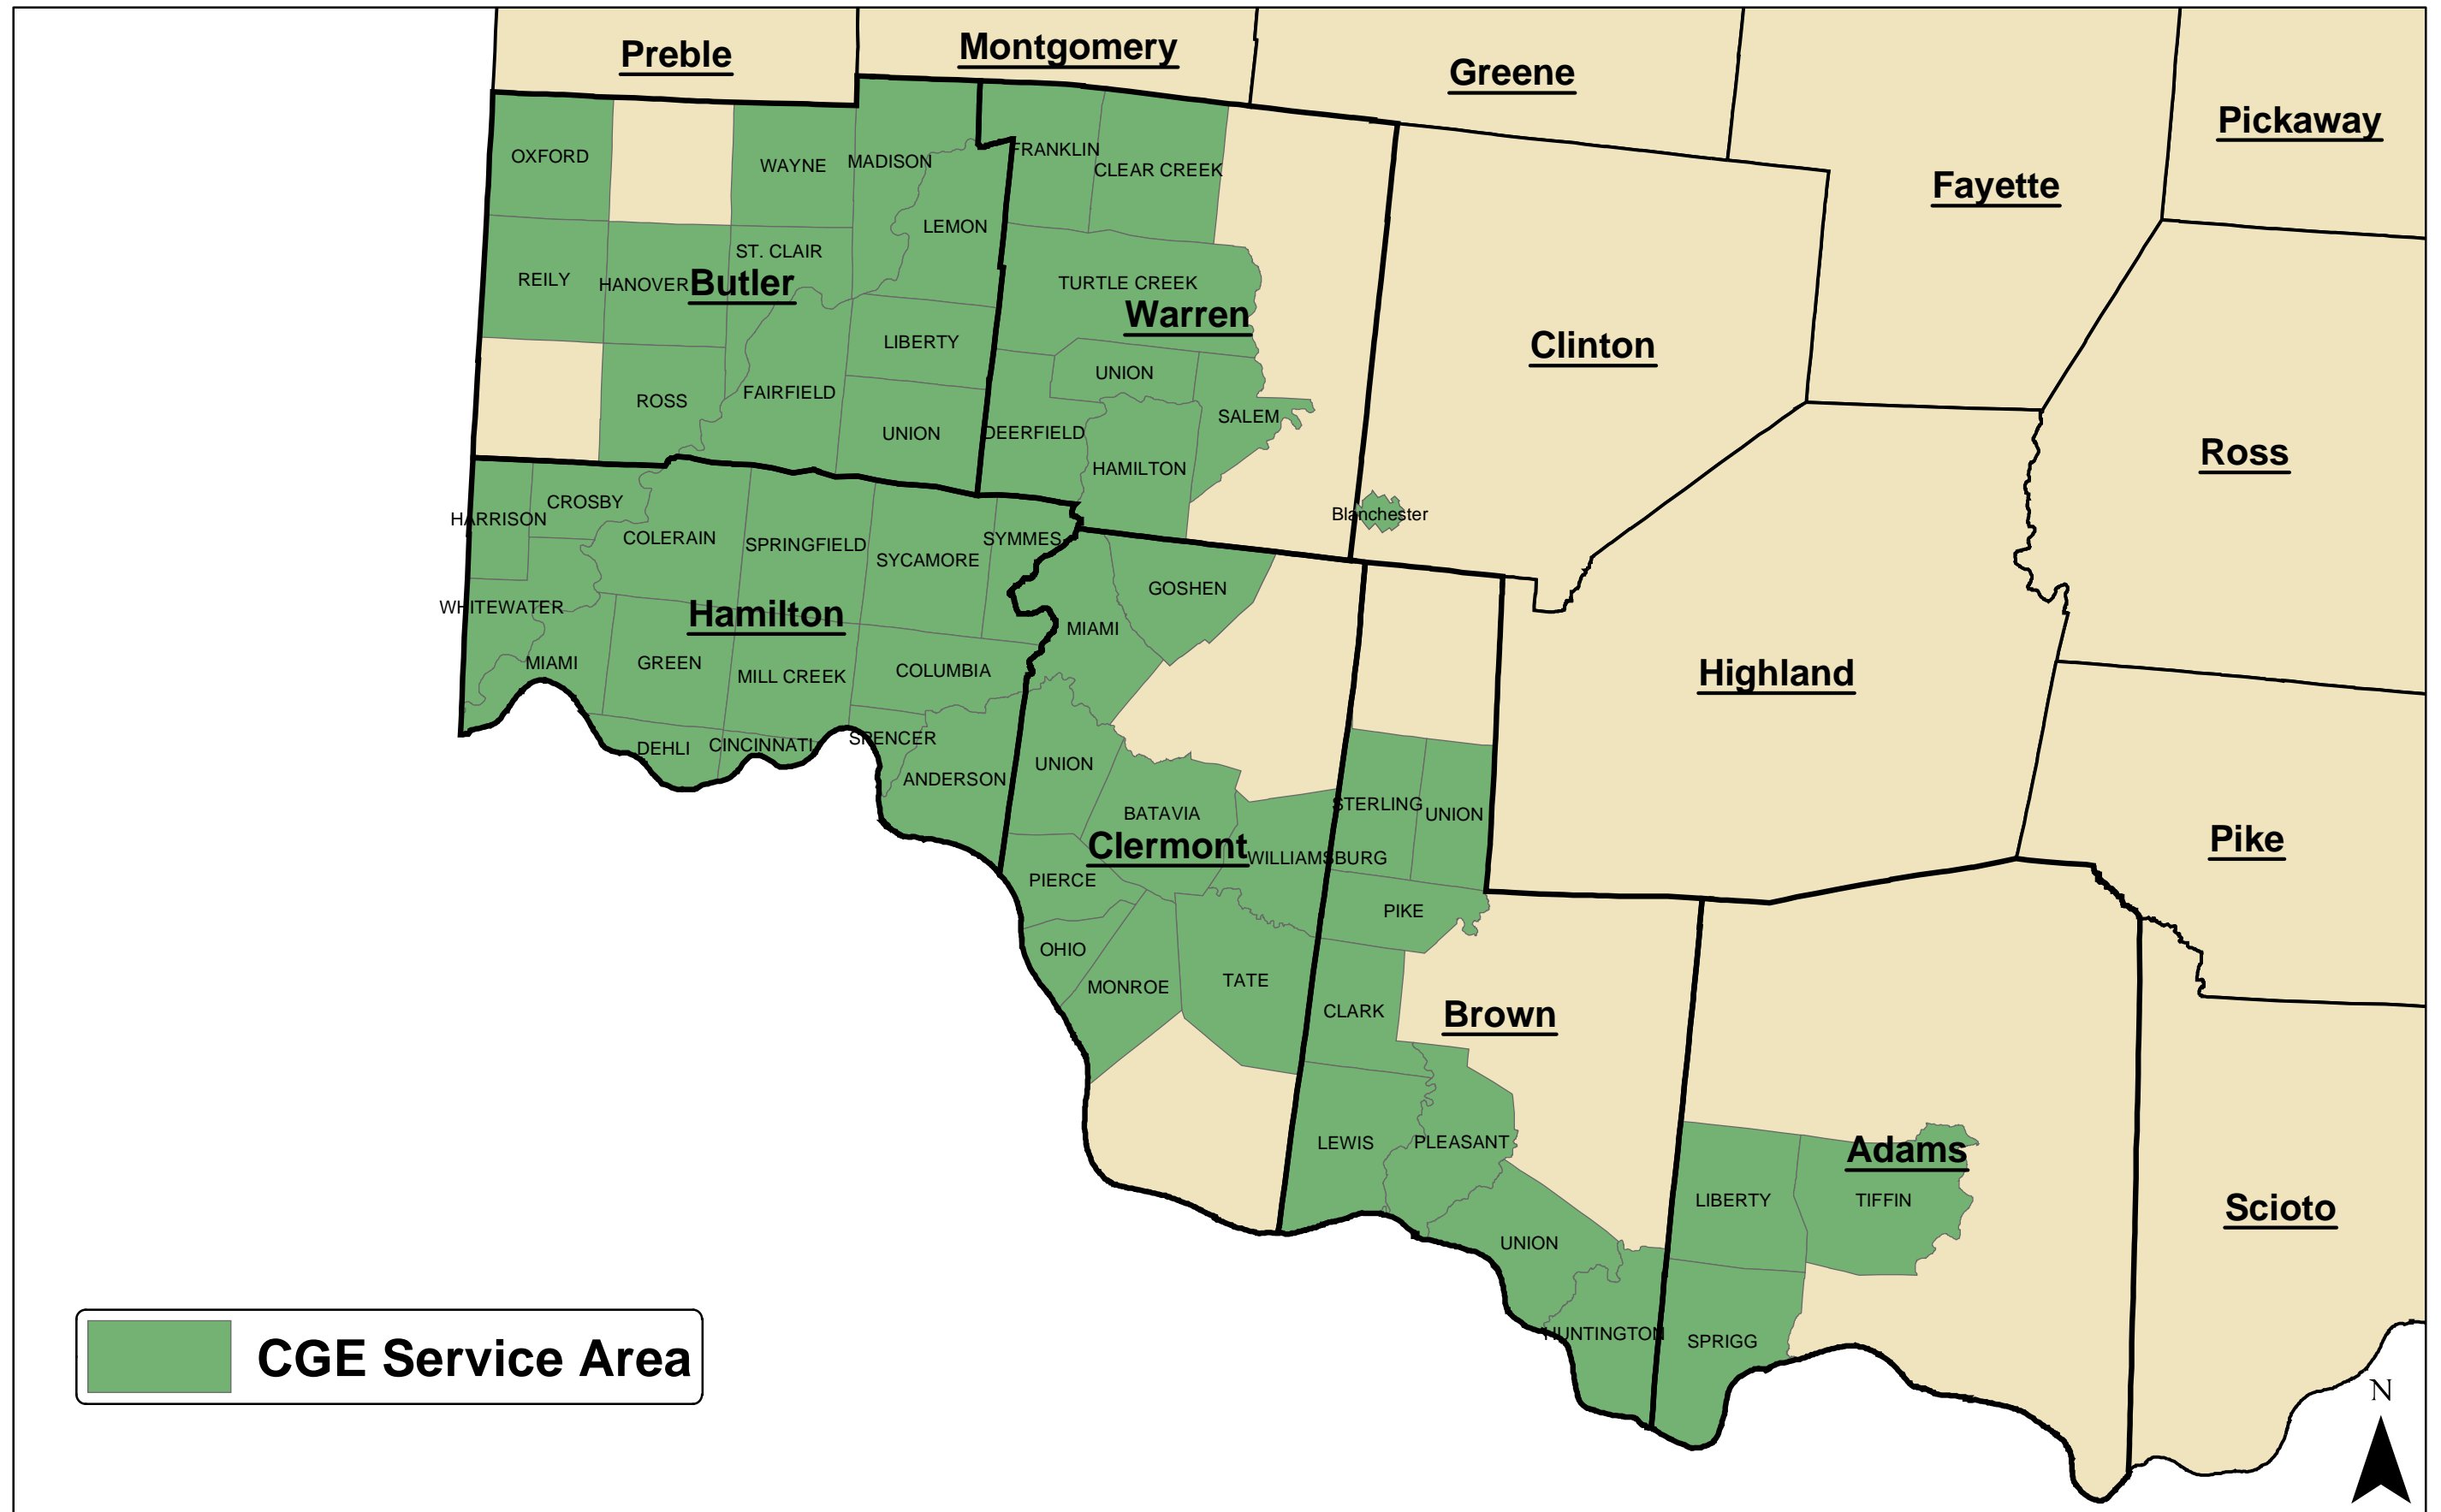 Preble
Montgomery
Greene
Pickaway
Fayette
OXFORD
WAYNE
MADISON
FRANKLIN
CLEAR CREEK
LEMON
REILY
HANOVER
ST. CLAIR
Butler
TURTLE CREEK
Warren
Clinton
LIBERTY
UNION
ROSS
FAIRFIELD
SALEM
UNION
DEERFIELD
HAMILTON
Ross
HARRISON
CROSBY
COLERAIN
SPRINGFIELD
SYCAMORE
SYMMES
Blanchester
GOSHEN
WHITEWATER
Hamilton
MIAMI
MIAMI
GREEN
MILL CREEK
COLUMBIA
Highland
DEHLI
CINCINNATI
SPENCER
ANDERSON
UNION
BATAVIA
STERLING
UNION
Clermont
WILLIAMSBURG
Pike
PIERCE
PIKE
OHIO
MONROE
TATE
CLARK
Brown
LEWIS
PLEASANT
Adams
LIBERTY
TIFFIN
Scioto
UNION
HUNTINGTON
SPRIGG
CGE Service Area
N